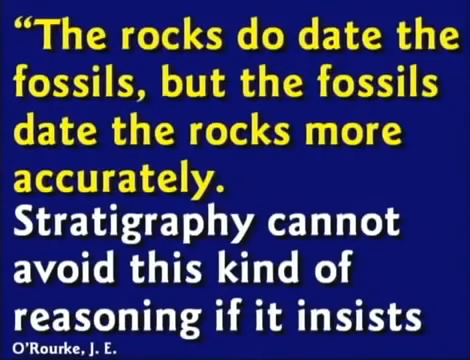 “The rocks do date the
fossils, but the fossils
date the rocks more
accurately.
Stratigraphy cannot
avoid this kind of
reasoning if it insists
O'Rourke, J. E.